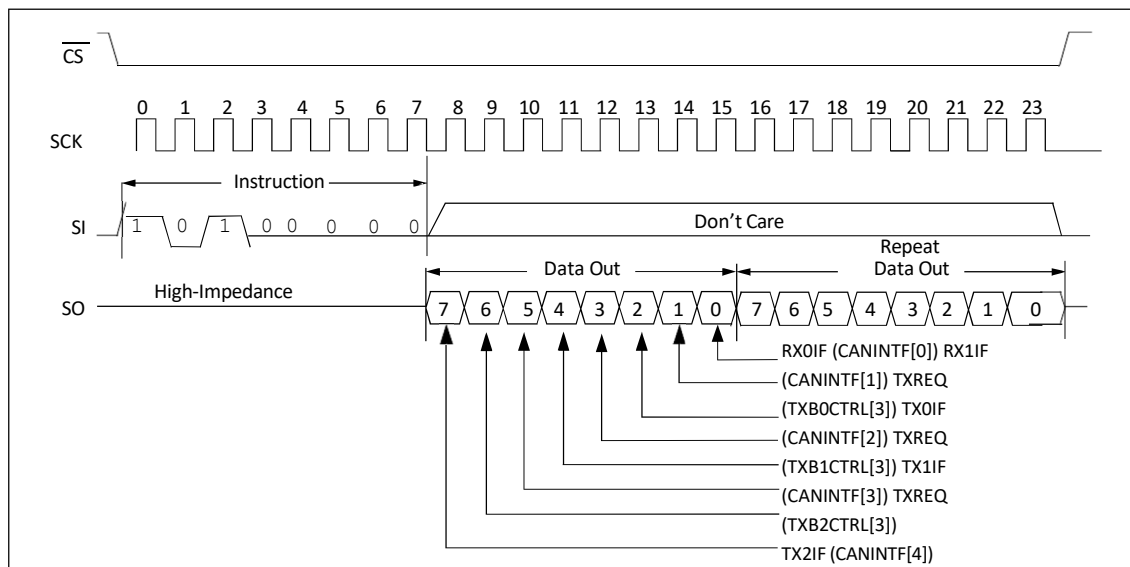 CS
0 1 2 3 4 5 6 7 8 9 10 11 12 13 14 15 16 17 18 19 20 21 22 23
SCK
Instruction
SI 1 0 1 0 0 0 0 0 Don't Care
Repeat
Data Out Data Out
High-Impedance
SO 7 6 5 4 3 2 1 0 7 6 5 4 3 2 1 0
RX0IF (CANINTF[0]) RX1IF
(CANINTF[1]) TXREQ
(TXB0CTRL[3]) TX0IF
(CANINTF[2]) TXREQ
(TXB1CTRL[3]) TX1IF
(CANINTF[3]) TXREQ
(TXB2CTRL[3])
TX2IF (CANINTF[4])